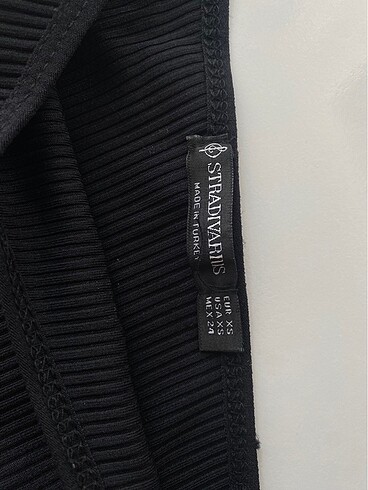 STRADIVARIUS
MADE IN TURKEY
EUR XS
USA XS
MEX 24